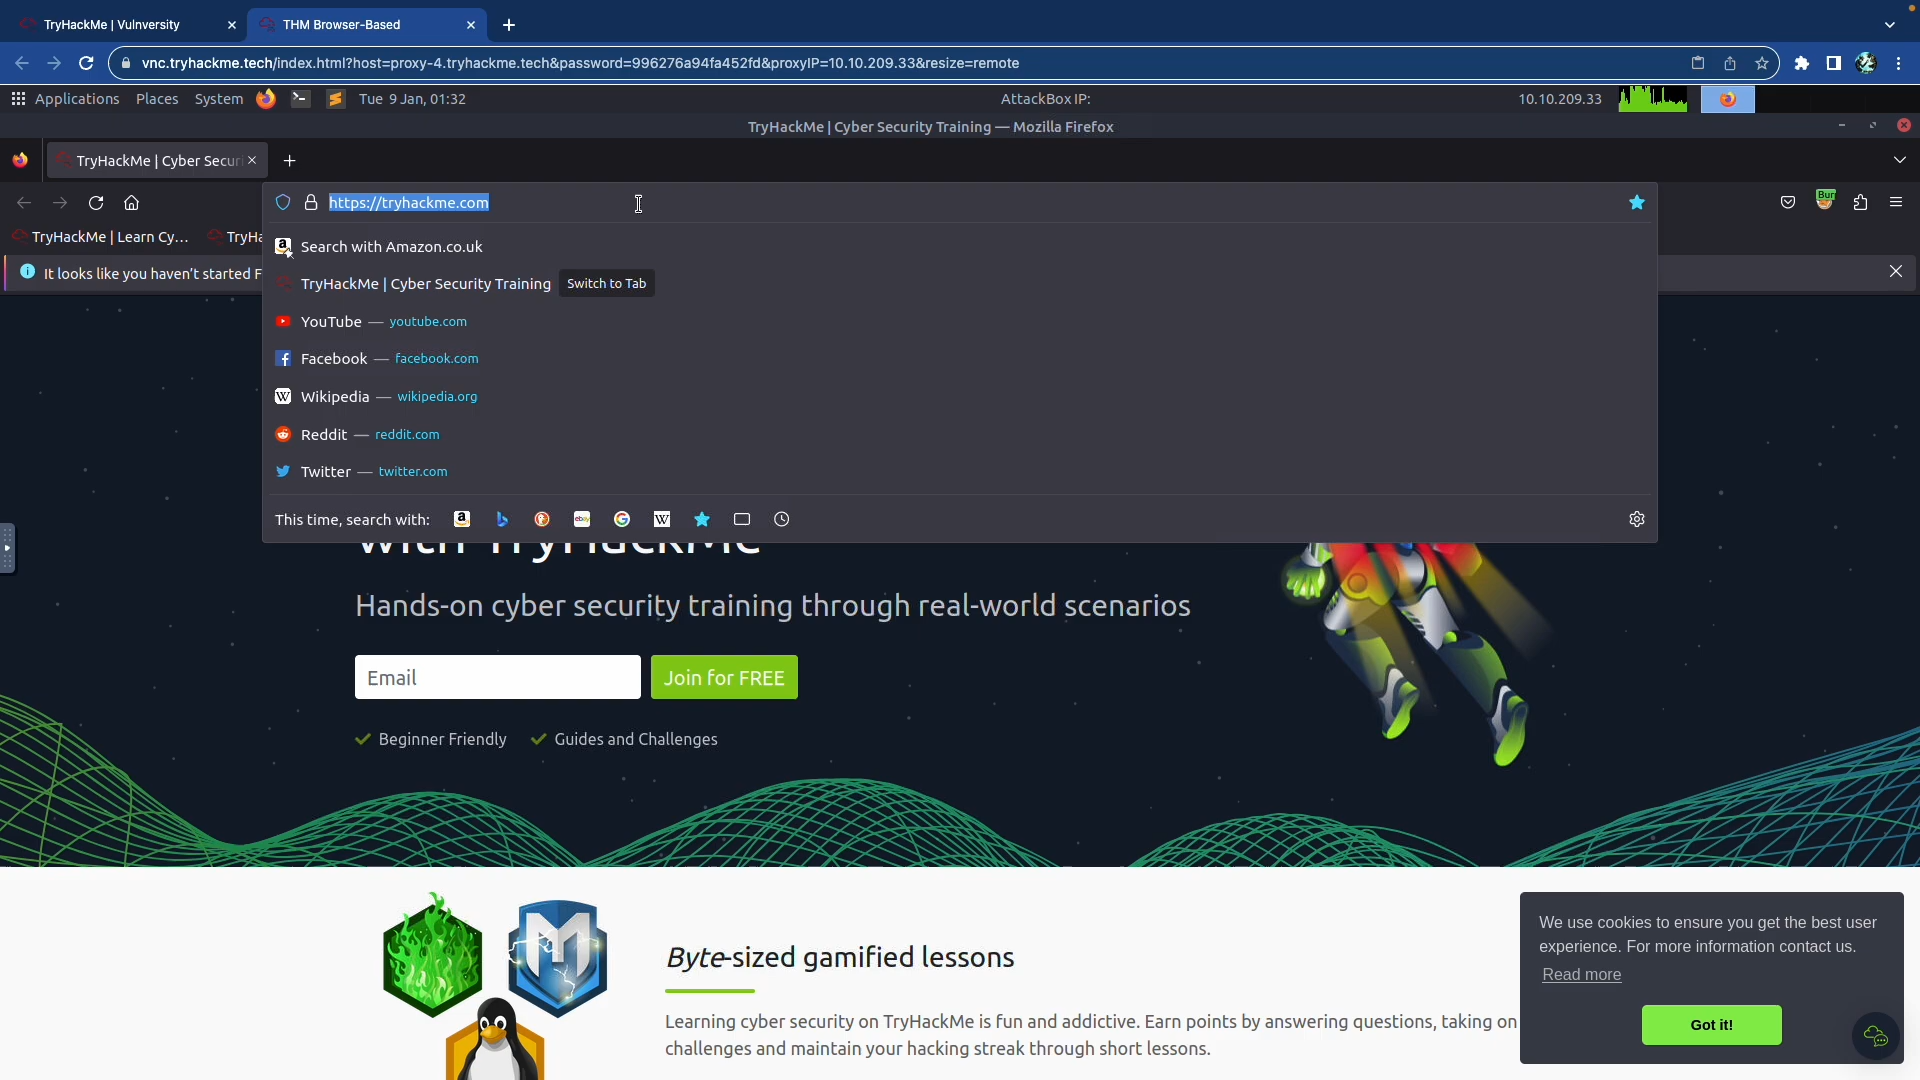 TryHackMe | Vulnversity
THM Browser-Based
vnc.tryhackme.tech/index.html?host=proxy-4.tryhackme.tech&password=996276a94fa452fd&proxyIP=10.10.209.33&resize=remote
Applications Places System Tue 9 Jan, 01:32 AttackBox IP: 10.10.209.33
TryHackMe | Cyber Security Training — Mozilla Firefox
TryHackMe | Cyber Securi
https://tryhackme.com
Bur
TryHackMe | Learn Cy... TryHa
Search with Amazon.co.uk
It looks like you haven't started F
TryHackMe | Cyber Security Training Switch to Tab
YouTube — youtube.com
Facebook — facebook.com
W Wikipedia — wikipedia.org
Reddit — reddit.com
Twitter — twitter.com
This time, search with:
with TryHackMe
Hands-on cyber security training through real-world scenarios
Email Join for FREE
Beginner Friendly Guides and Challenges
Byte-sized gamified lessons
Learning cyber security on TryHackMe is fun and addictive. Earn points by answering questions, taking on
challenges and maintain your hacking streak through short lessons.
We use cookies to ensure you get the best user
experience. For more information contact us.
Read more
Got it!